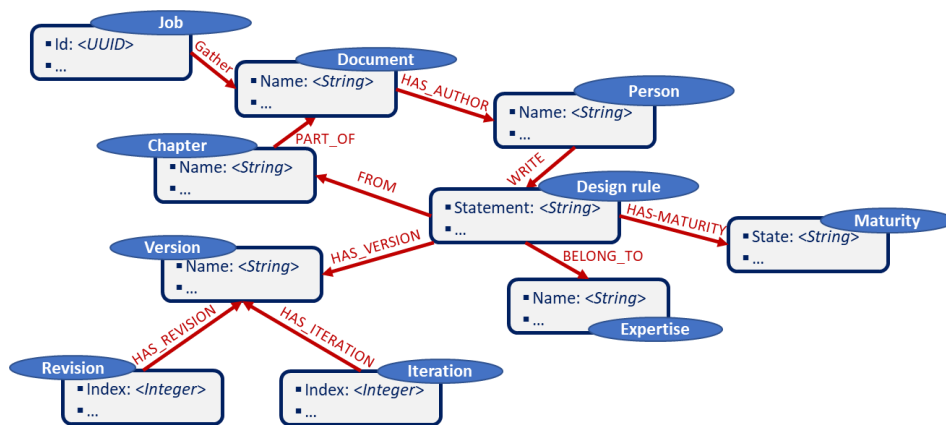 Job
▪ Id: <UUID>
▪ ...
Gather
Document
▪ Name: <String>
▪ ...
HAS_AUTHOR
Person
▪ Name: <String>
▪ ...
PART_OF
Chapter
▪ Name: <String>
▪ ...
FROM
WRITE
Design rule
▪ Statement: <String>
▪ ...
HAS-MATURITY
Maturity
▪ State: <String>
▪ ...
Version
▪ Name: <String>
▪ ...
HAS_VERSION
BELONG_TO
▪ Name: <String>
▪ ...
Expertise
HAS_REVISION
HAS_ITERATION
Revision
▪ Index: <Integer>
▪ ...
Iteration
▪ Index: <Integer>
▪ ...